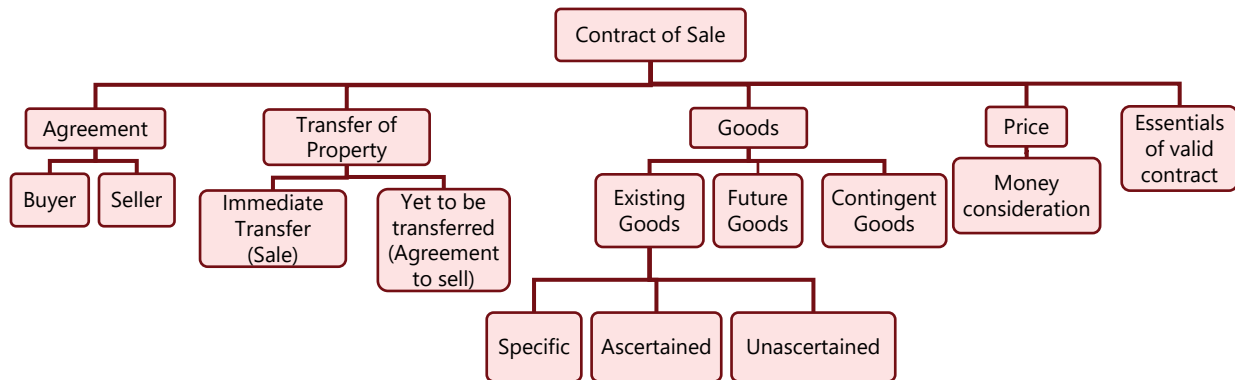 Contract of Sale
Agreement
Transfer of
Property
Goods
Price
Essentials
of valid
contract
Buyer
Seller
Immediate
Transfer
(Sale)
Yet to be
transferred
(Agreement
to sell)
Existing
Goods
Future
Goods
Contingent
Goods
Money
consideration
Specific
Ascertained
Unascertained